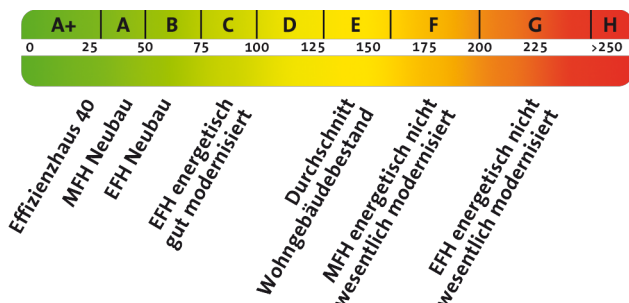 A+ A B C D E F G H
0 25 50 75 100 125 150 175 200 225 >250
Effizienzhaus 40
MFH Neubau
EFH Neubau
EFH energetisch
gut modernisiert
Durchschnitt
Wohngebäudebestand
MFH energetisch nicht
wesentlich modernisiert
EFH energetisch nicht
wesentlich modernisiert